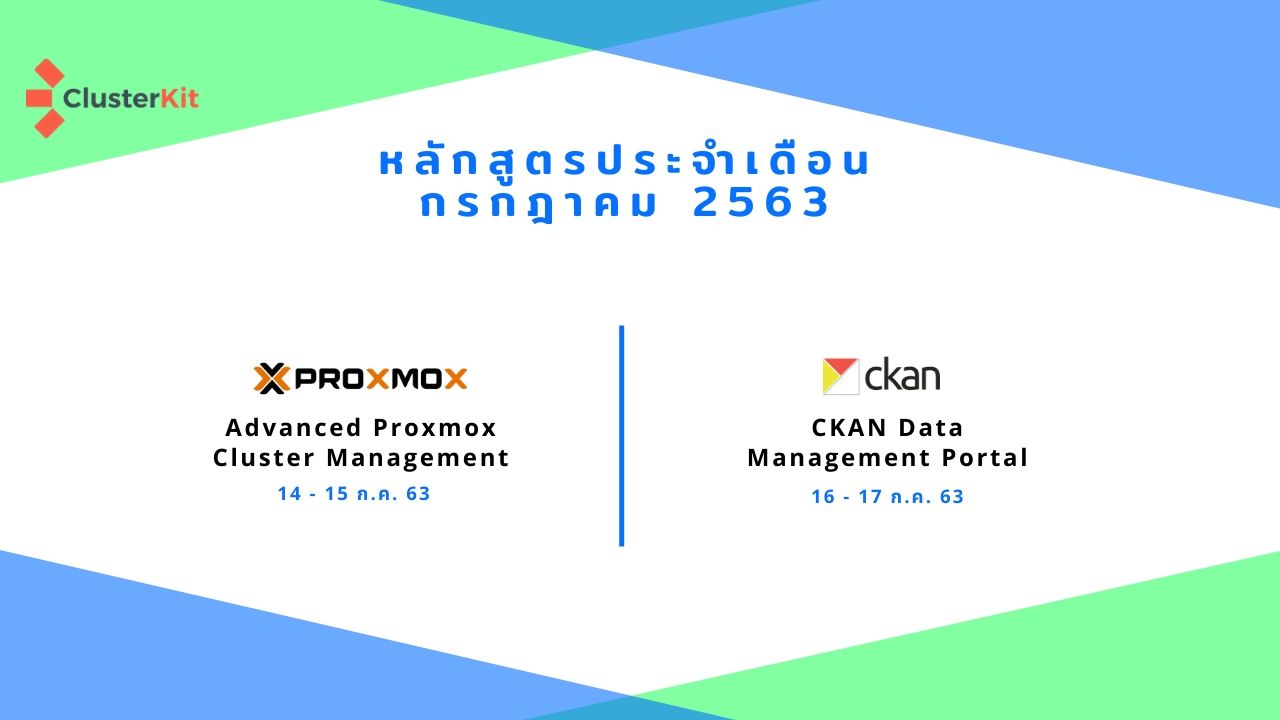 ClusterKit
หลักสูตรประจำเดือน
กรกฎาคม 2563
PROXMOX
Advanced Proxmox
Cluster Management
14 - 15 ก.ค. 63
ckan
CKAN Data
Management Portal
16 - 17 ก.ค. 63